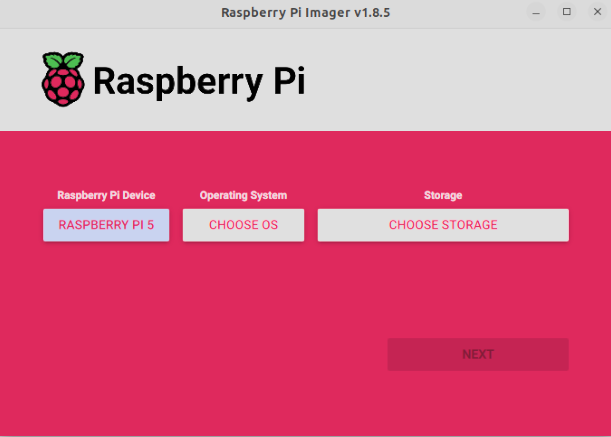 Raspberry Pi Imager v1.8.5
Raspberry Pi
Raspberry Pi Device
Operating System
Storage
RASPBERRY PI 5
CHOOSE OS
CHOOSE STORAGE
NEXT